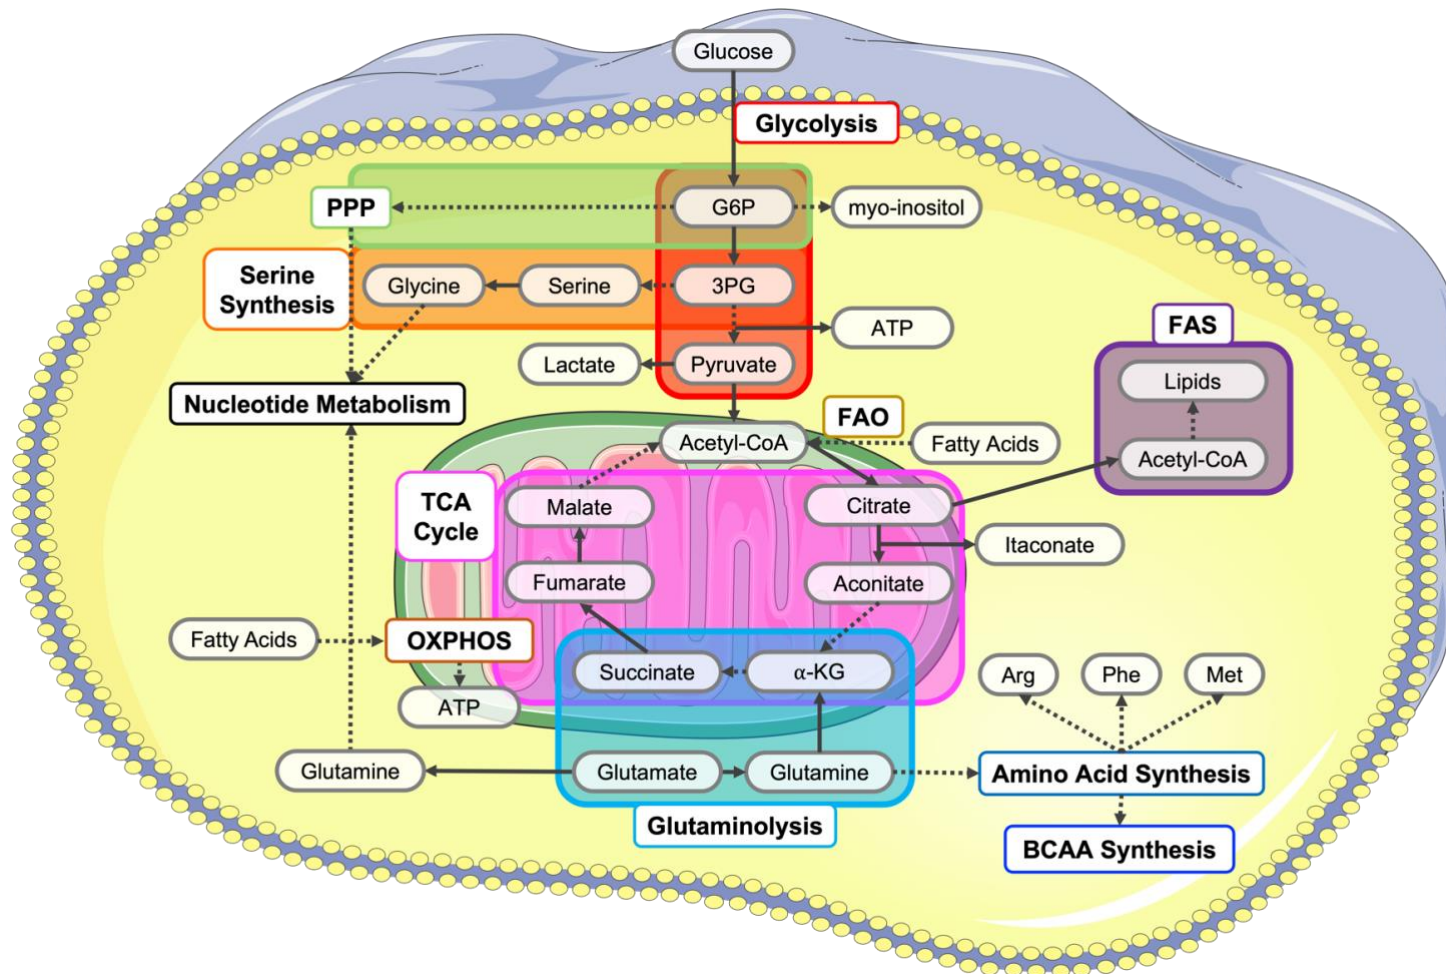 Glucose
Glycolysis
PPP
G6P
myo-inositol
Serine
Synthesis
Glycine
Serine
3PG
ATP
FAS
Lactate
Pyruvate
Lipids
Nucleotide Metabolism
FAO
Acetyl-CoA
Fatty Acids
Acetyl-CoA
TCA
Cycle
Malate
Citrate
Itaconate
Fumarate
Aconitate
Fatty Acids
OXPHOS
Succinate
α-KG
Arg
Phe
Met
ATP
Glutamine
Glutamate
Glutamine
Amino Acid Synthesis
Glutaminolysis
BCAA Synthesis